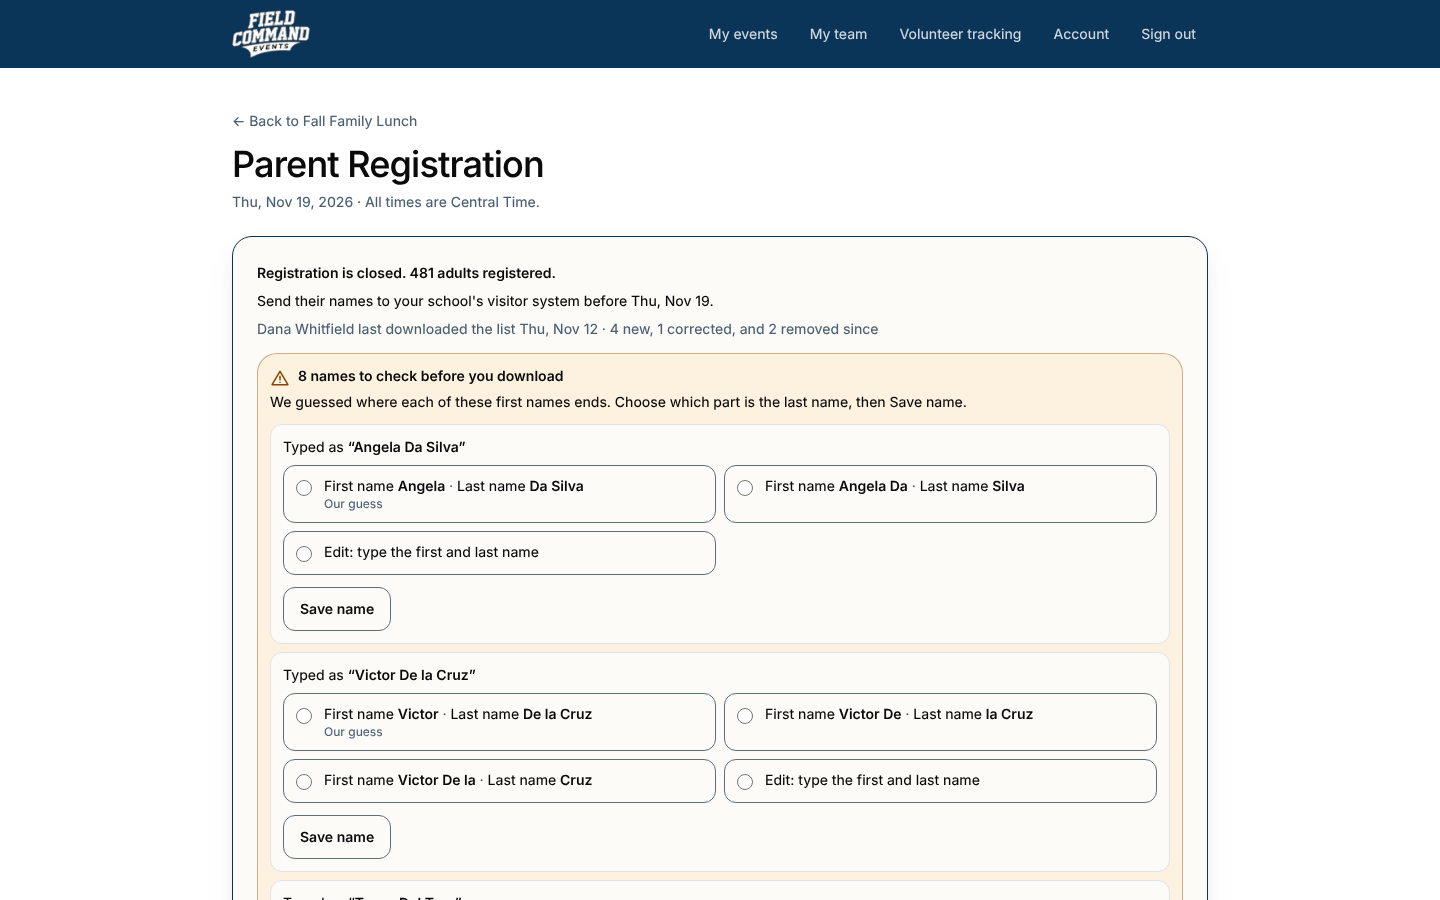 FIELD
COMMAND
EVENTS
My events
My team
Volunteer tracking
Account
Sign out
← Back to Fall Family Lunch
Parent Registration
Thu, Nov 19, 2026 · All times are Central Time.
Registration is closed. 481 adults registered.
Send their names to your school's visitor system before Thu, Nov 19.
Dana Whitfield last downloaded the list Thu, Nov 12 · 4 new, 1 corrected, and 2 removed since
8 names to check before you download
We guessed where each of these first names ends. Choose which part is the last name, then Save name.
Typed as “Angela Da Silva”
First name Angela · Last name Da Silva
Our guess
First name Angela Da · Last name Silva
Edit: type the first and last name
Save name
Typed as “Victor De la Cruz”
First name Victor · Last name De la Cruz
Our guess
First name Victor De · Last name la Cruz
First name Victor De la · Last name Cruz
Edit: type the first and last name
Save name